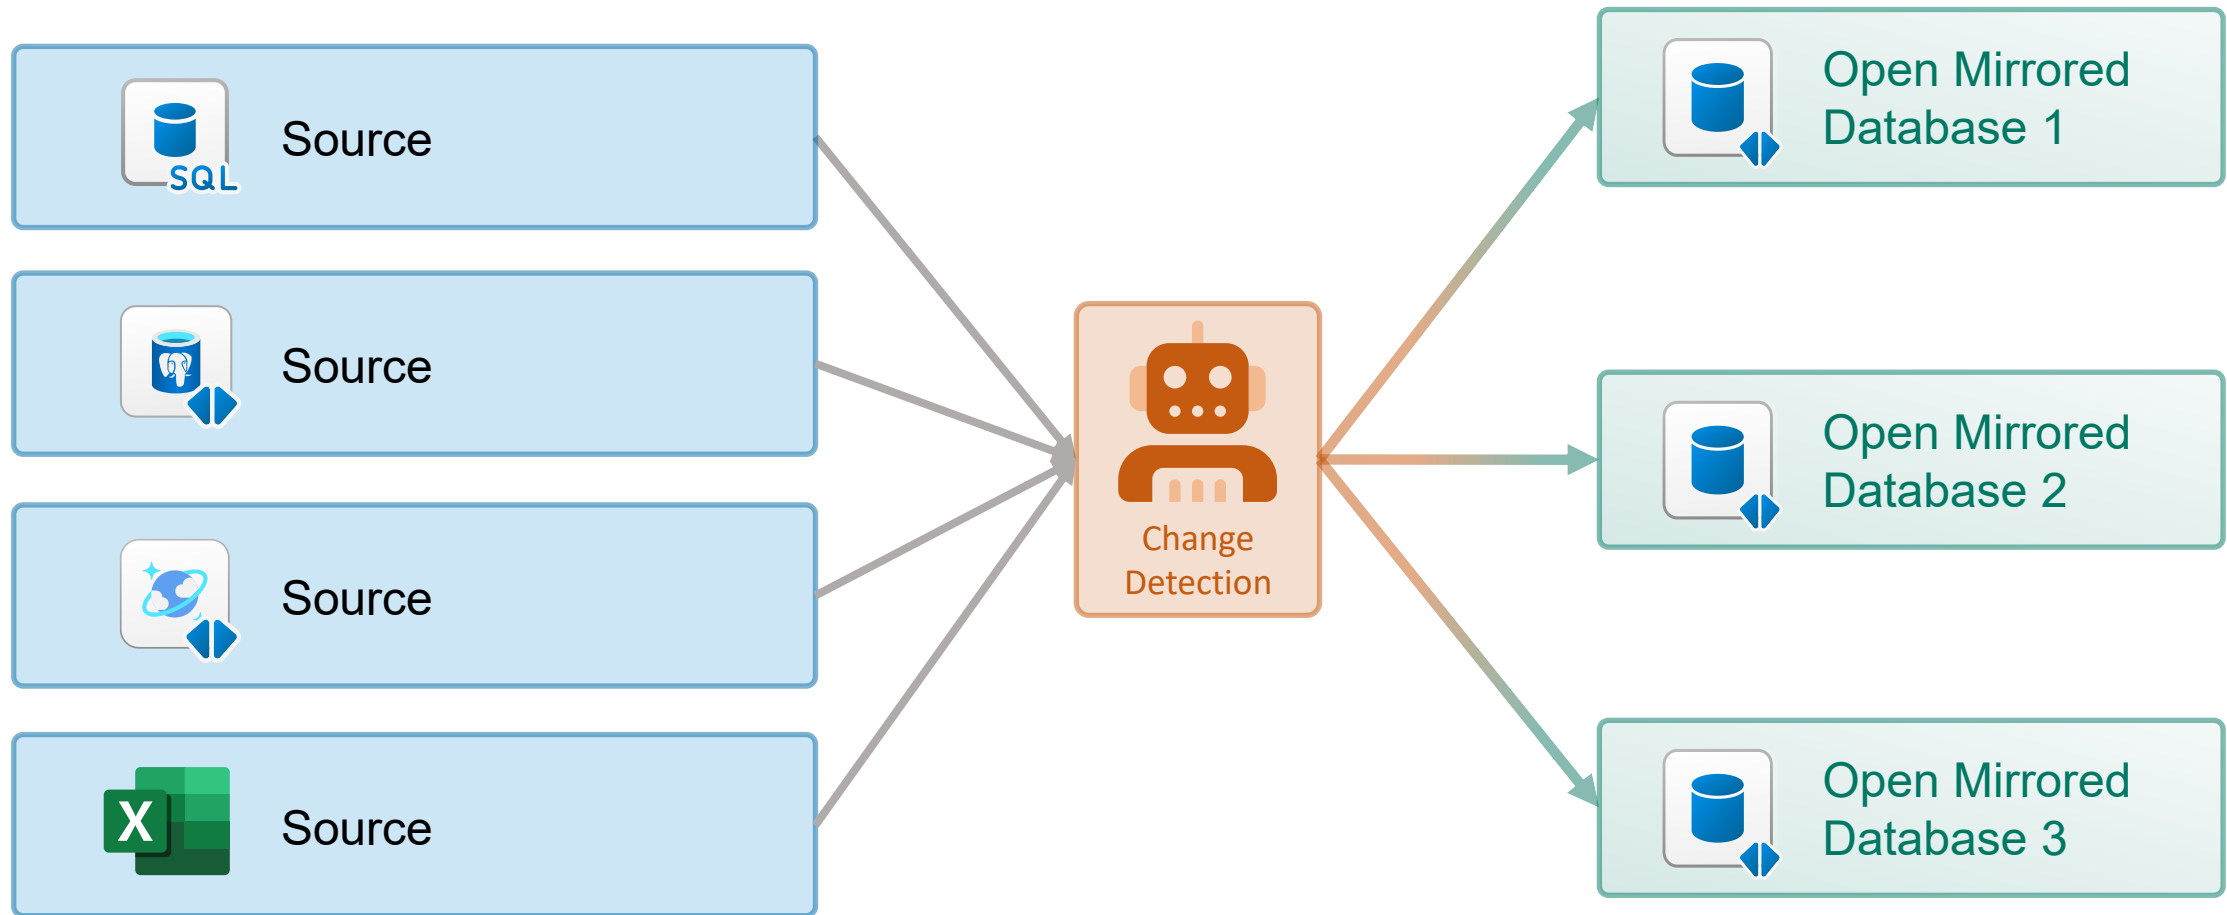 SQL
Source
Source
Source
X
Source
Change
Detection
Open Mirrored
Database 1
Open Mirrored
Database 2
Open Mirrored
Database 3